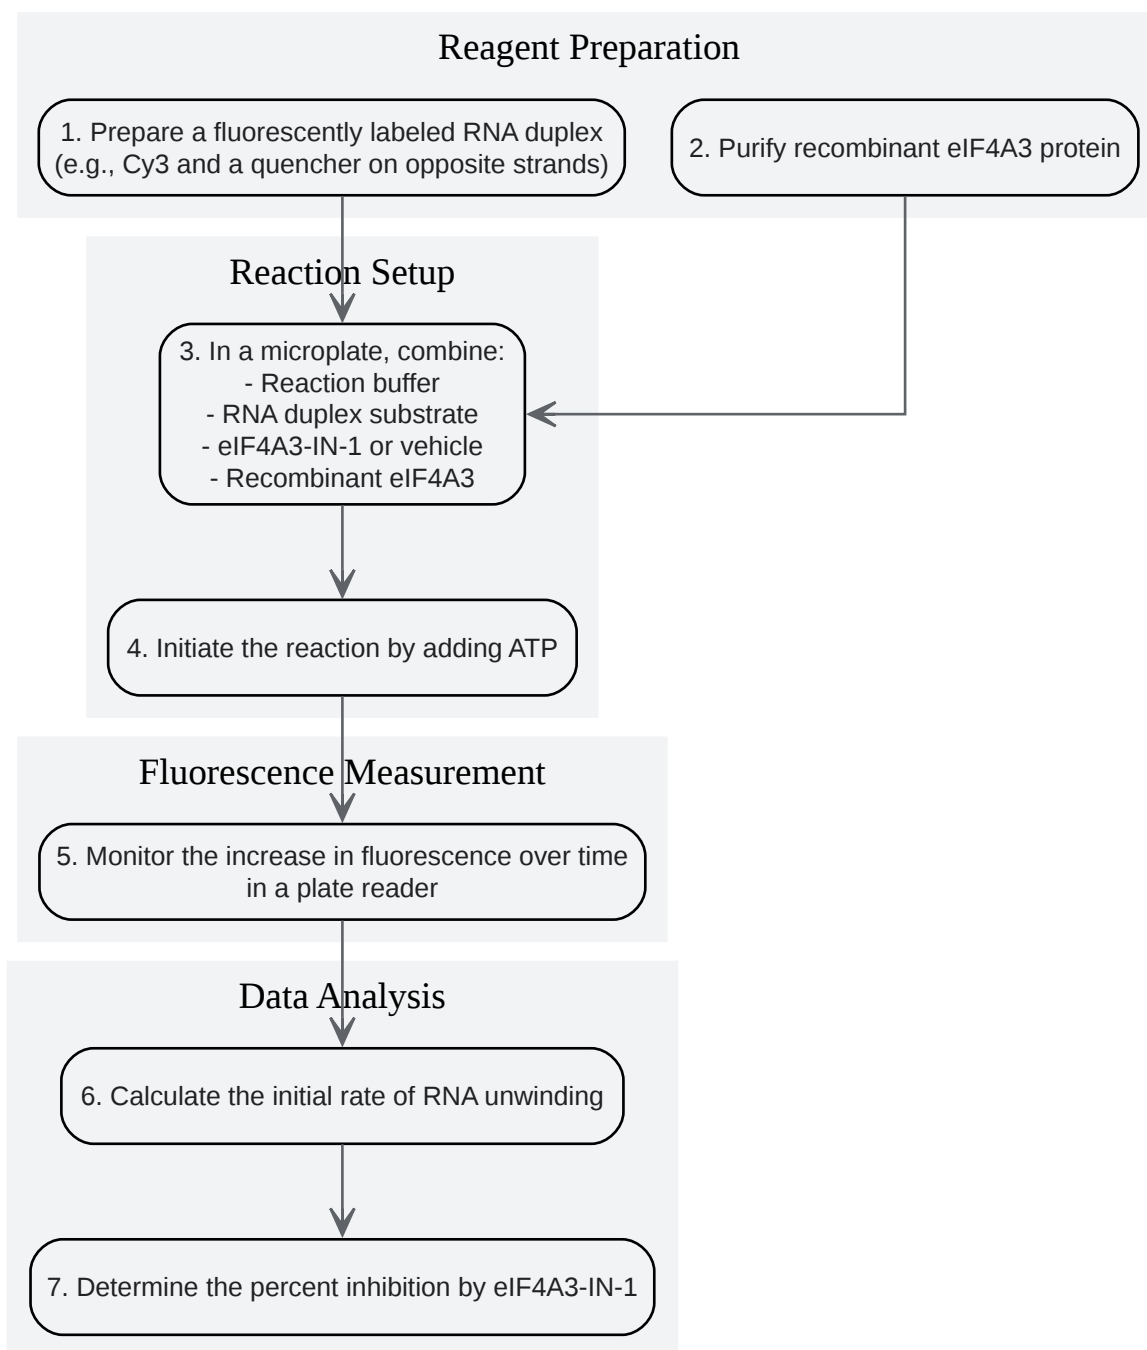 Reagent Preparation
1. Prepare a fluorescently labeled RNA duplex
(e.g., Cy3 and a quencher on opposite strands)
2. Purify recombinant eIF4A3 protein
Reaction Setup
3. In a microplate, combine:
- Reaction buffer
- RNA duplex substrate
- eIF4A3-IN-1 or vehicle
- Recombinant eIF4A3
4. Initiate the reaction by adding ATP
Fluorescence Measurement
5. Monitor the increase in fluorescence over time
in a plate reader
Data Analysis
6. Calculate the initial rate of RNA unwinding
7. Determine the percent inhibition by eIF4A3-IN-1